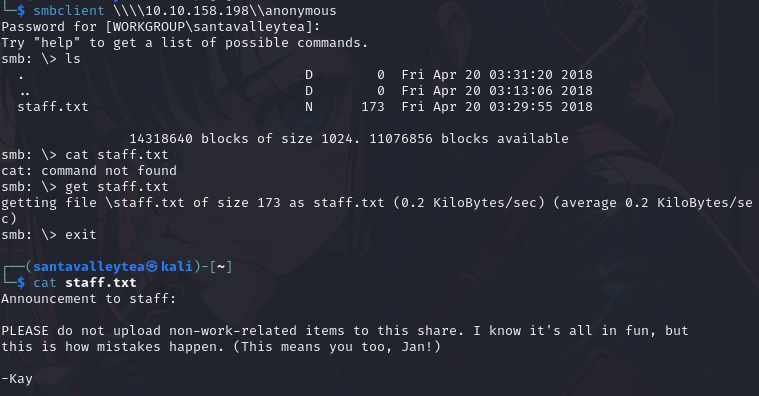 └─$ smbclient \\\\10.10.158.198\\anonymous
Password for [WORKGROUP\santavalleytea]:
Try "help" to get a list of possible commands.
smb: \> ls
  .                                   D        0  Fri Apr 20 03:31:20 2018
  ..                                  D        0  Fri Apr 20 03:13:06 2018
  staff.txt                           N      173  Fri Apr 20 03:29:55 2018
                14318640 blocks of size 1024. 11076856 blocks available
smb: \> cat staff.txt
cat: command not found
smb: \> get staff.txt
getting file \staff.txt of size 173 as staff.txt (0.2 KiloBytes/sec) (average 0.2 KiloBytes/se
c)
smb: \> exit
┌──(santavalleytea㉿kali)-[~]
└─$ cat staff.txt
Announcement to staff:
PLEASE do not upload non-work-related items to this share. I know it's all in fun, but
this is how mistakes happen. (This means you too, Jan!)
-Kay